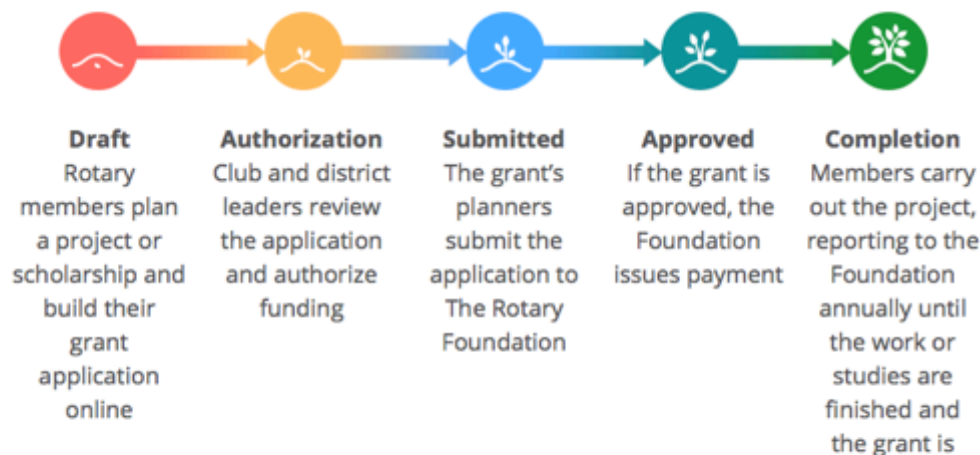 Draft
Rotary
members plan
a project or
scholarship and
build their
grant
application
online
Authorization
Club and district
leaders review
the application
and authorize
funding
Submitted
The grant's
planners
submit the
application to
The Rotary
Foundation
Approved
If the grant is
approved, the
Foundation
issues payment
Completion
Members carry
out the project,
reporting to the
Foundation
annually until
the work or
studies are
finished and
the grant is